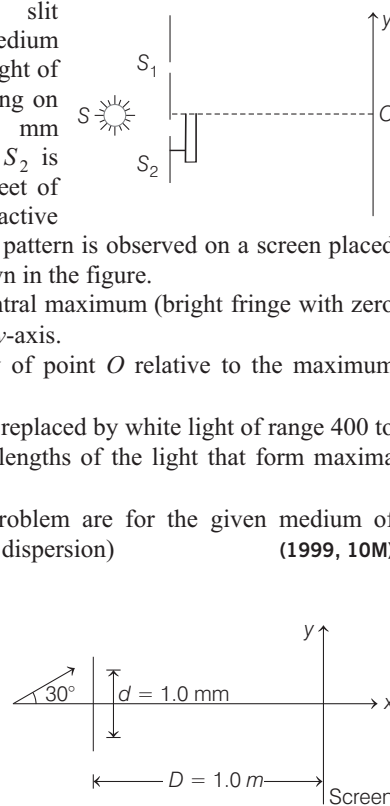 slit
edium
ght of
ng on
mm
S₂ is
eet of
active
S₁
S
S₂
y
O
pattern is observed on a screen placed
n in the figure.
ntral maximum (bright fringe with zero
-axis.
of point O relative to the maximum
replaced by white light of range 400 to
lengths of the light that form maxima
roblem are for the given medium of
dispersion) (1999, 10M)
y
30°
d = 1.0 mm
x
D = 1.0 m
Screen